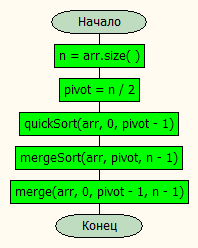 Начало
n = arr.size( )
pivot = n / 2
quickSort(arr, 0, pivot - 1)
mergeSort(arr, pivot, n - 1)
merge(arr, 0, pivot - 1, n - 1)
Конец